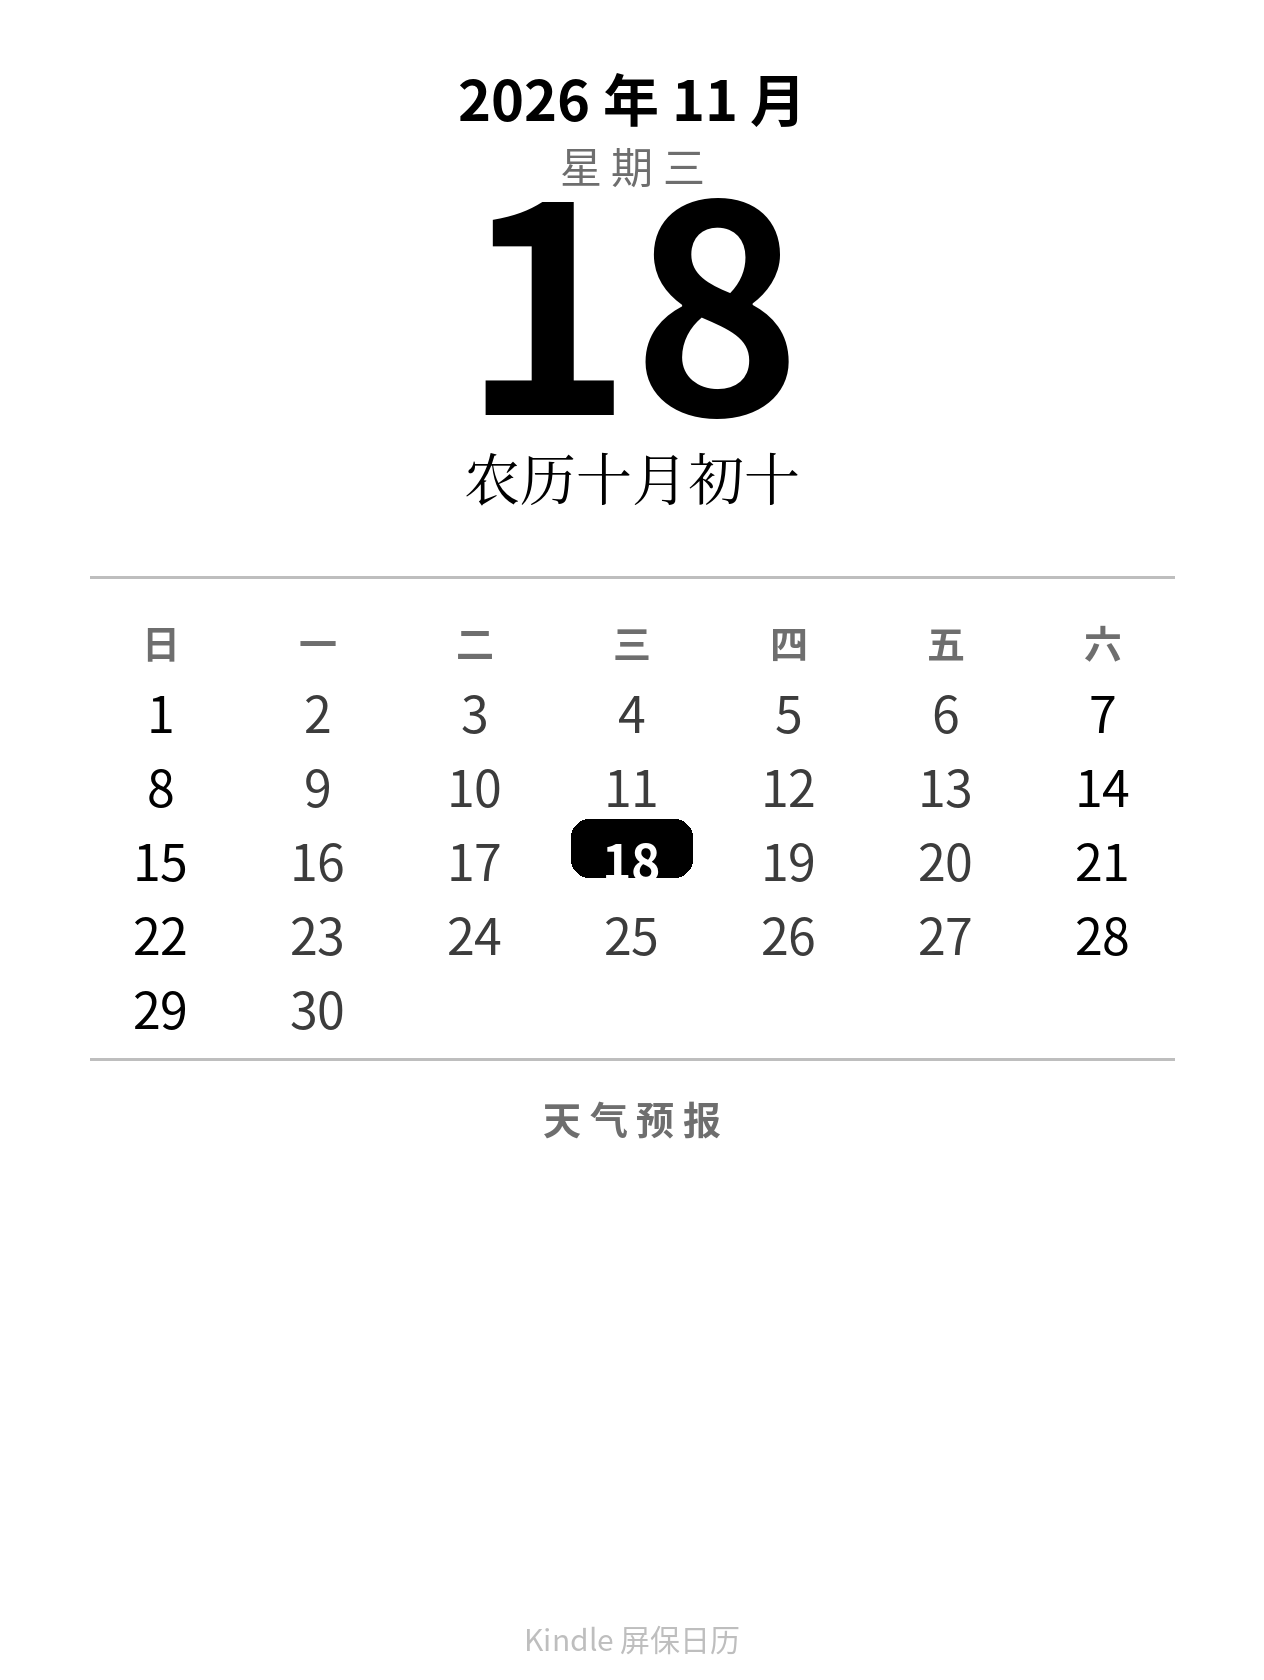 2026 年 11 月
星期三
18
农历十月初十
日 一 二 三 四 五 六
1 2 3 4 5 6 7
8 9 10 11 12 13 14
15 16 17 18 19 20 21
22 23 24 25 26 27 28
29 30
天气预报
Kindle 屏保日历